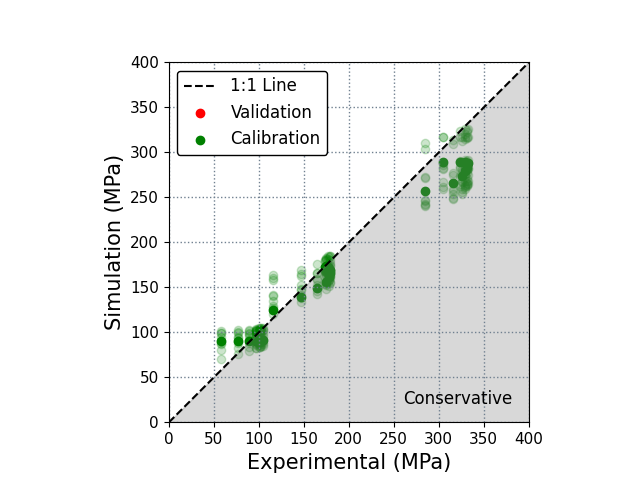 400
350
300
250
200
150
100
50
0
Simulation (MPa)
1:1 Line
Validation
Calibration
Conservative
0 50 100 150 200 250 300 350 400
Experimental (MPa)